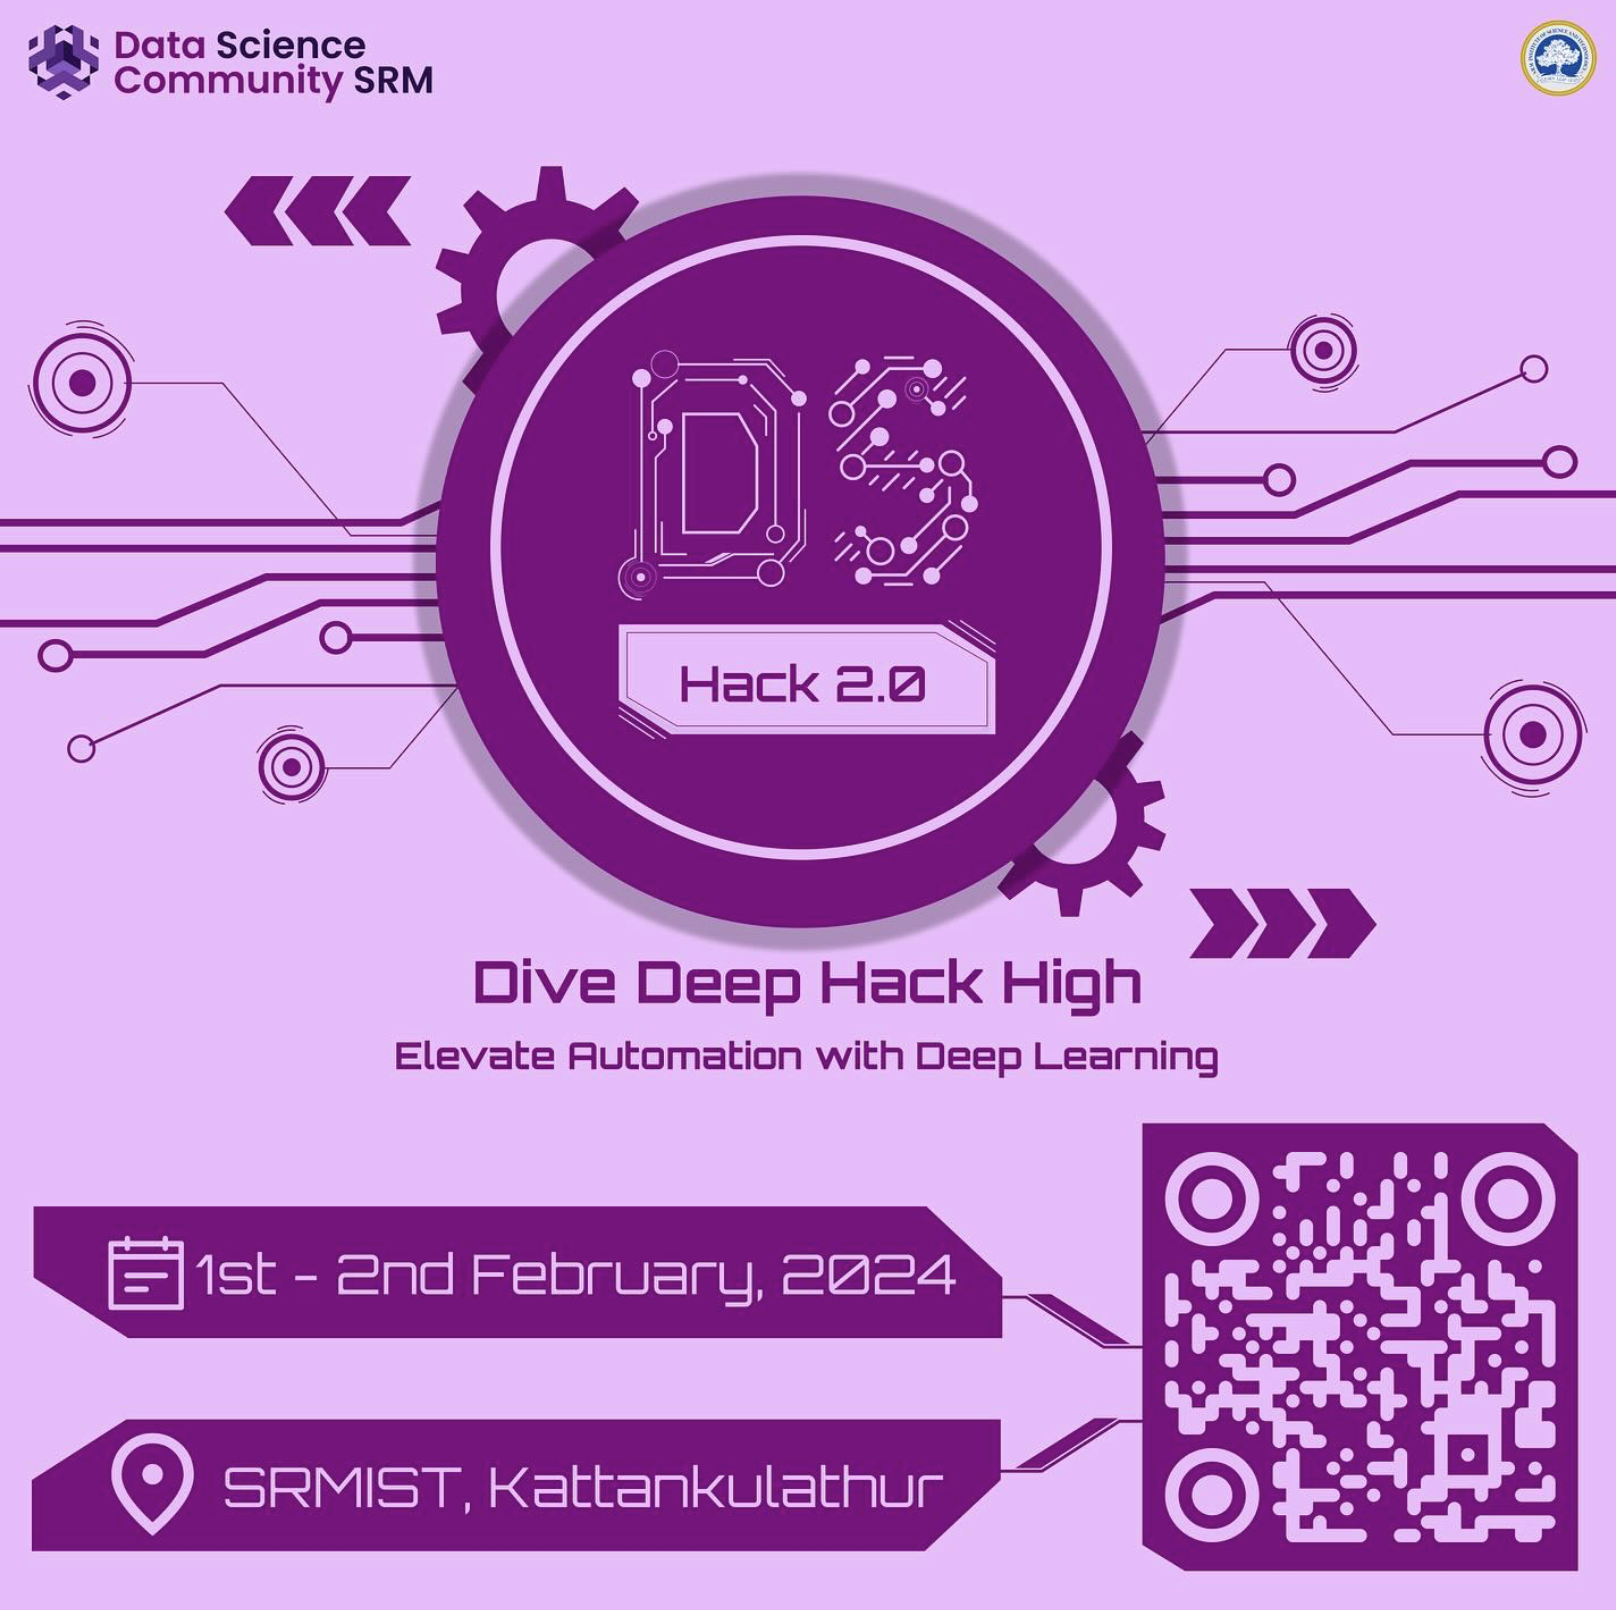 Data Science
Community SRM
DS
Hack 2.0
Dive Deep Hack High
Elevate Automation with Deep Learning
1st - 2nd February, 2024
SRMIST, Kattankulathur